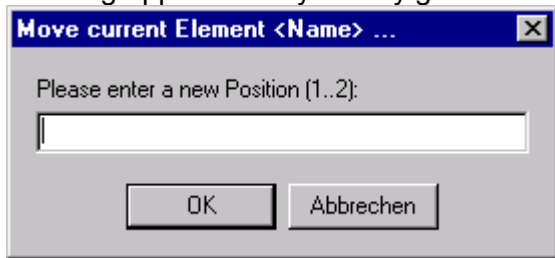 Move current Element <Name> ...
Please enter a new Position (1..2):
OK
Abbrechen